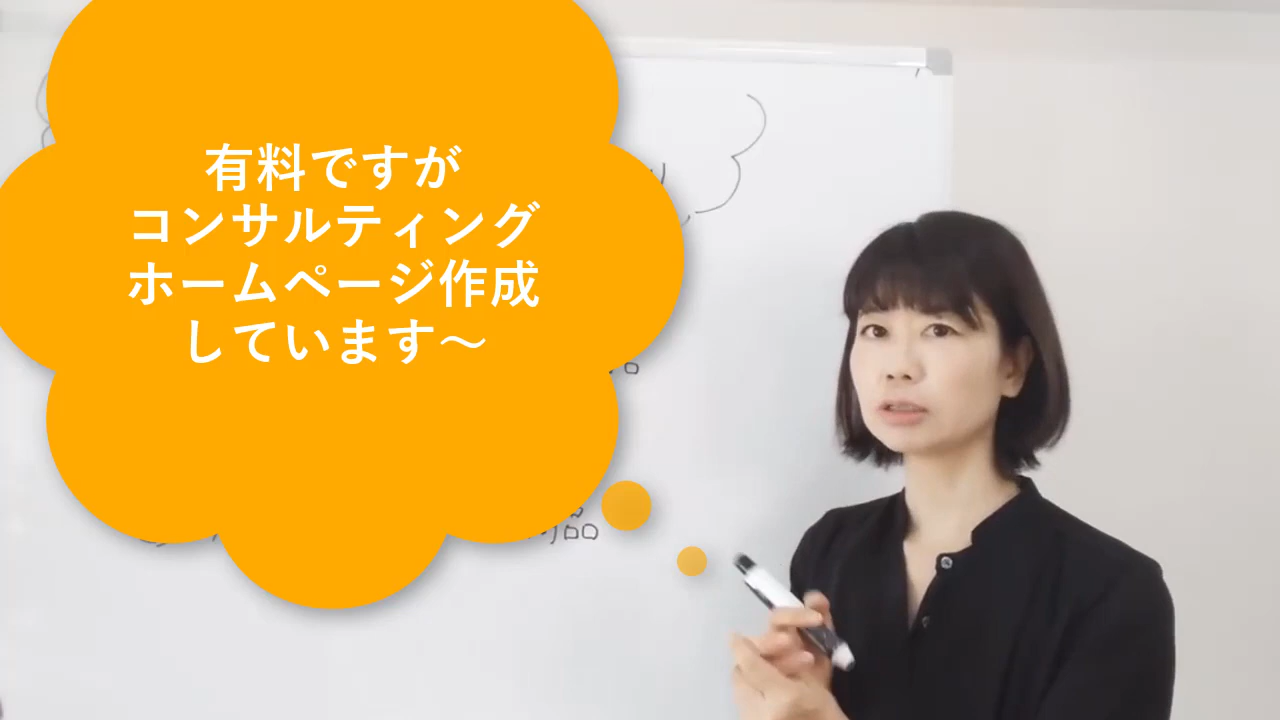 有料ですが
コンサルティング
ホームページ作成
しています～
品